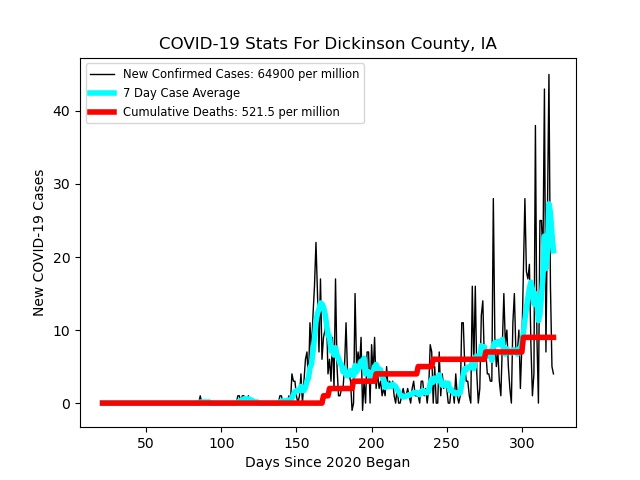 COVID-19 Stats For Dickinson County, IA
New Confirmed Cases: 64900 per million
7 Day Case Average
Cumulative Deaths: 521.5 per million
New COVID-19 Cases
40
30
20
10
0
50 100 150 200 250 300
Days Since 2020 Began